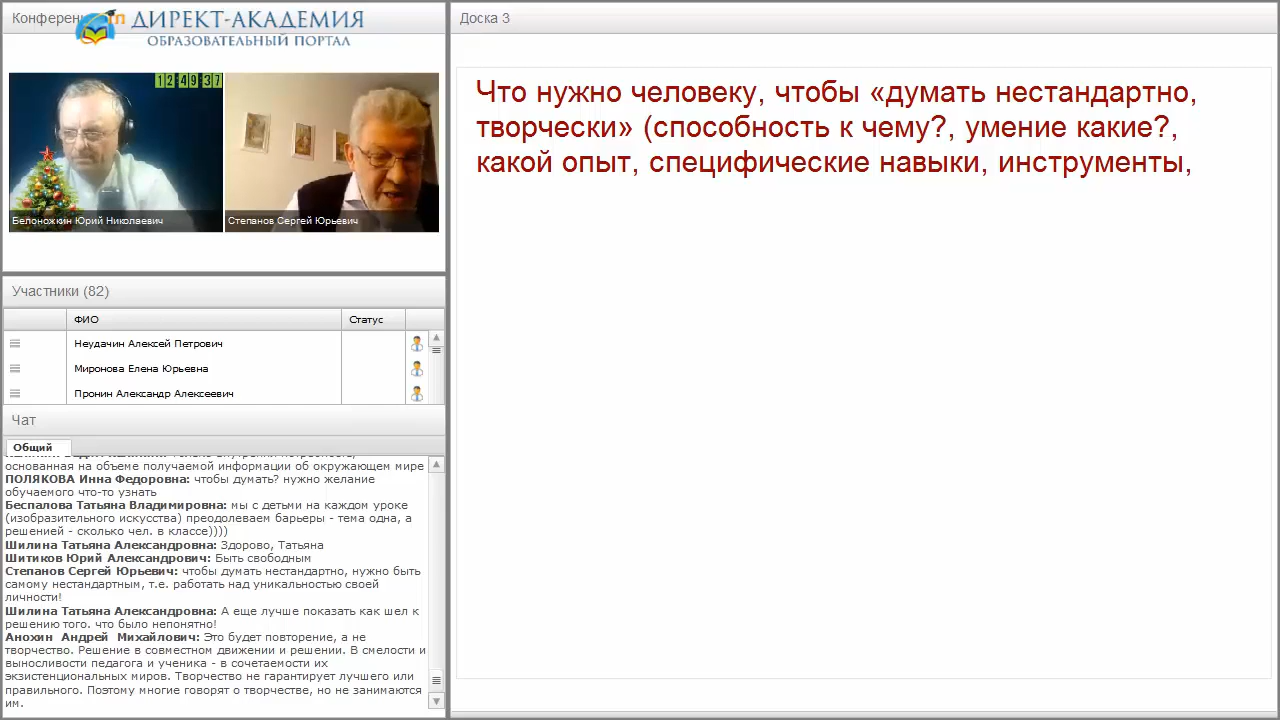 Конферен
ДИРЕКТ-АКАДЕМИЯ
ОБРАЗОВАТЕЛЬНЫЙ ПОРТАЛ
12:49:37
Белоножкин Юрий Николаевич
Степанов Сергей Юрьевич
Участники (82)
ФИО Статус
Неудачин Алексей Петрович
Миронова Елена Юрьевна
Пронин Александр Алексеевич
Чат
Общий
основанная на объеме получаемой информации об окружающем мире
ПОЛЯКОВА Инна Федоровна: чтобы думать? нужно желание
обучаемого что-то узнать
Беспалова Татьяна Владимировна: мы с детьми на каждом уроке
(изобразительного искусства) преодолеваем барьеры - тема одна, а
решенией - сколько чел. в классе))))
Шилина Татьяна Александровна: Здорово, Татьяна
Шитиков Юрий Александрович: Быть свободным
Степанов Сергей Юрьевич: чтобы думать нестандартно, нужно быть
самому нестандартным, т.е. работать над уникальностью своей
личности!
Шилина Татьяна Александровна: А еще лучше показать как шел к
решению того. что было непонятно!
Анохин Андрей Михайлович: Это будет повторение, а не
творчество. Решение в совместном движении и решении. В смелости и
выносливости педагога и ученика - в сочетаемости их
экзистенциональных миров. Творчество не гарантирует лучшего или
правильного. Поэтому многие говорят о творчестве, но не занимаются
им.
Доска 3
Что нужно человеку, чтобы «думать нестандартно,
творчески» (способность к чему?, умение какие?,
какой опыт, специфические навыки, инструменты,